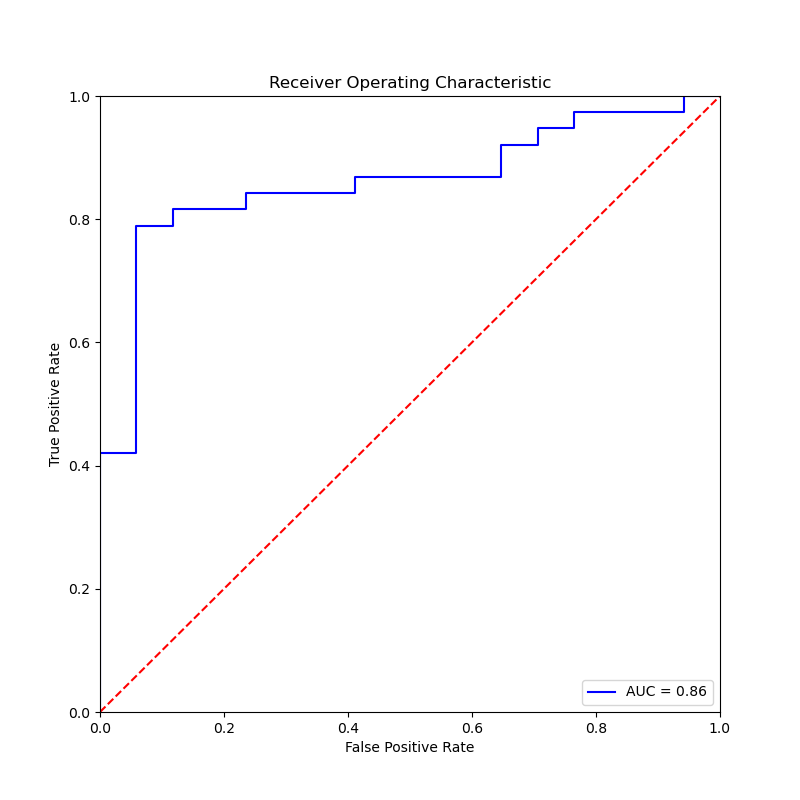 Receiver Operating Characteristic
1.0
0.8
0.6
0.4
0.2
0.0
True Positive Rate
AUC = 0.86
0.0 0.2 0.4 0.6 0.8 1.0
False Positive Rate